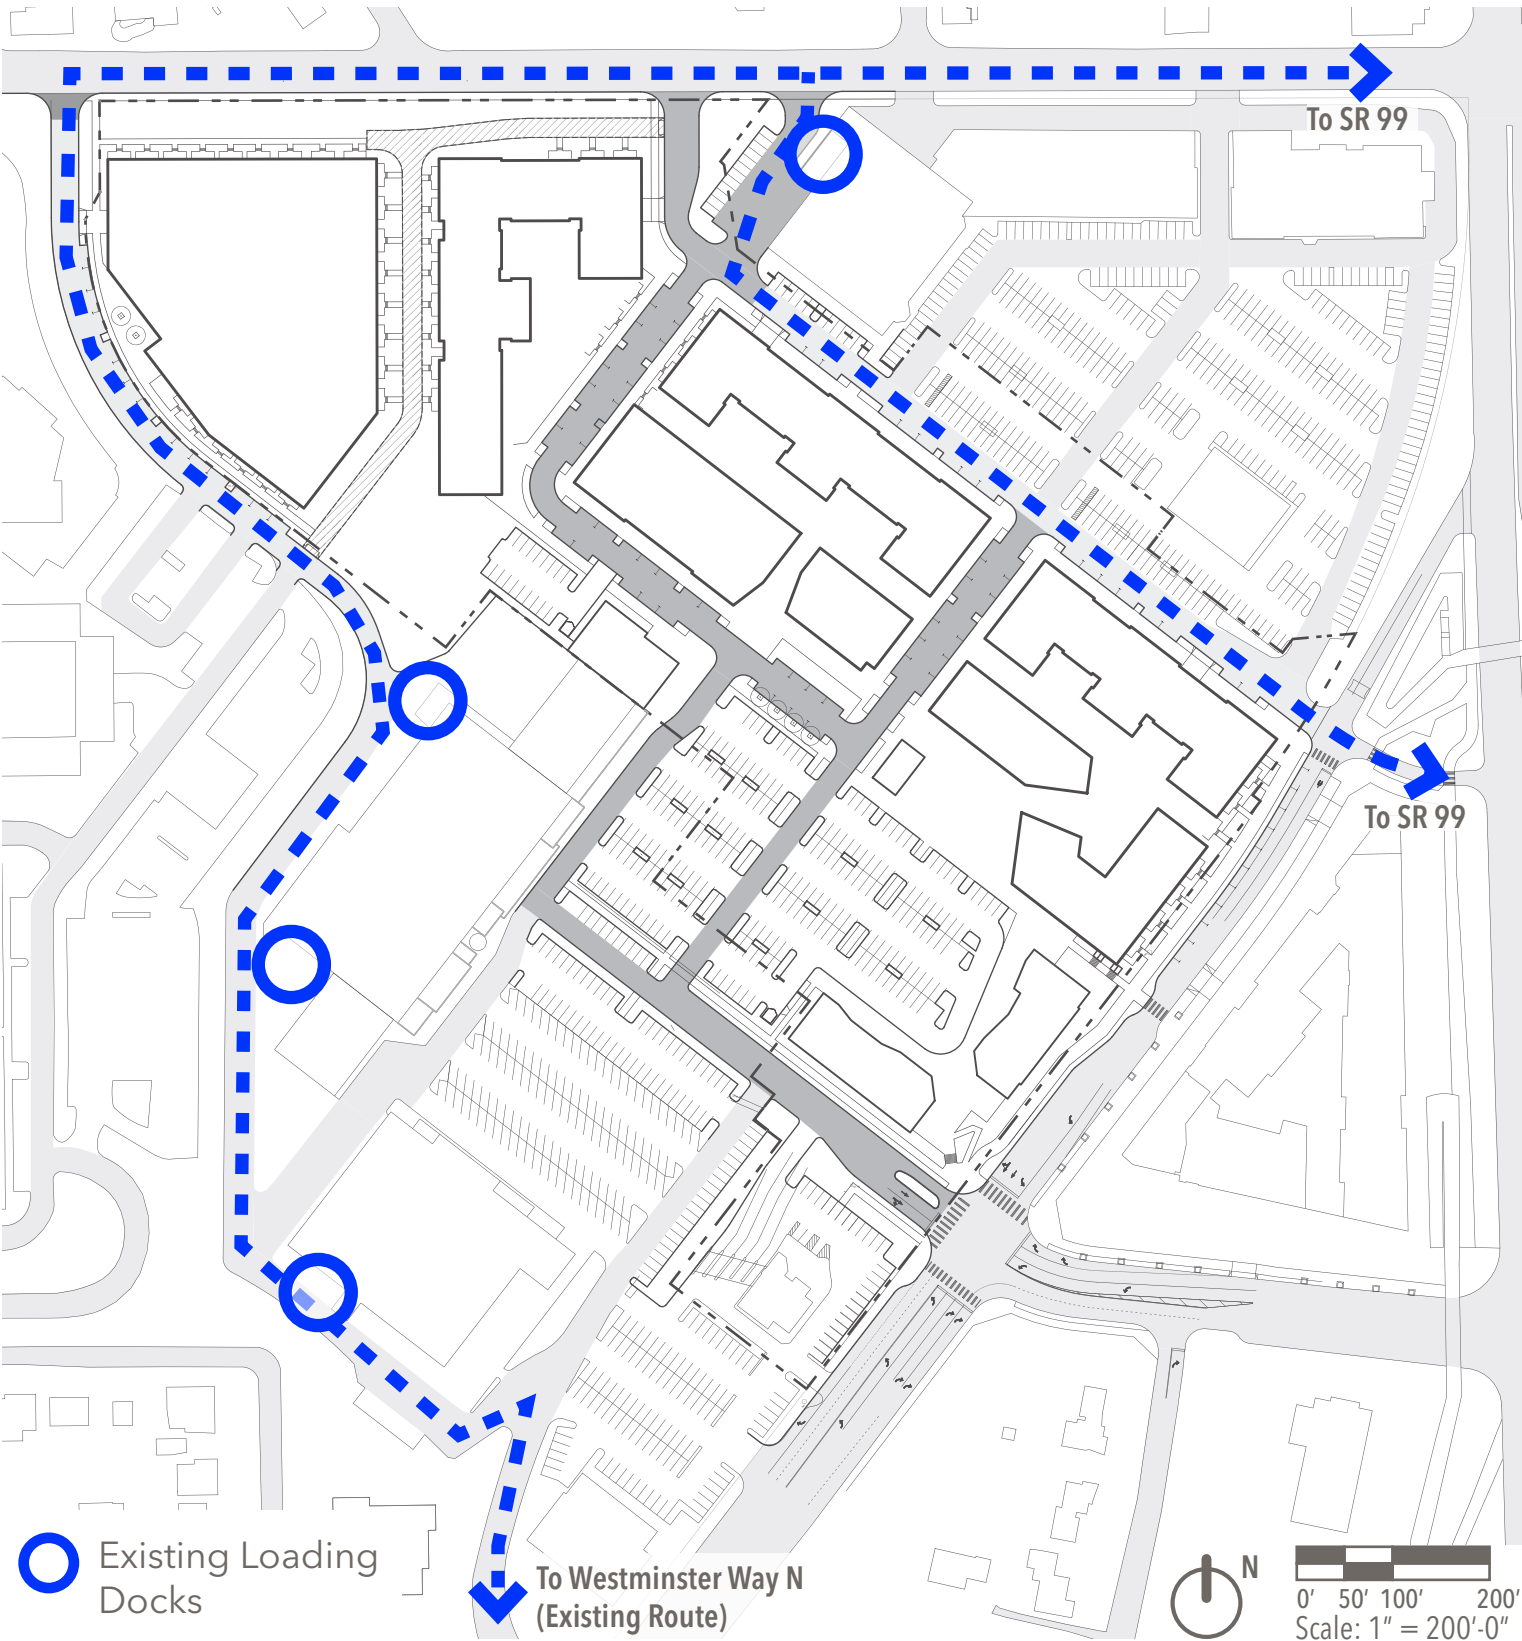 To SR 99
To SR 99
Existing Loading
Docks
To Westminster Way N
(Existing Route)
N
0' 50' 100' 200'
Scale: 1" = 200'-0"